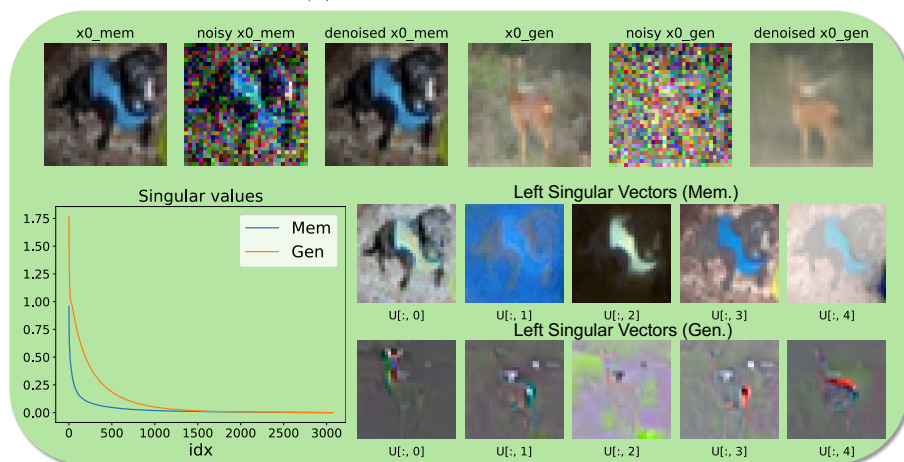 x0_mem noisy x0_mem denoised x0_mem x0_gen noisy x0_gen denoised x0_gen
Singular values
Mem
Gen
1.75
1.50
1.25
1.00
0.75
0.50
0.25
0.00
0 500 1000 1500 2000 2500 3000
idx
Left Singular Vectors (Mem.)
U[:, 0] U[:, 1] U[:, 2] U[:, 3] U[:, 4]
Left Singular Vectors (Gen.)
U[:, 0] U[:, 1] U[:, 2] U[:, 3] U[:, 4]